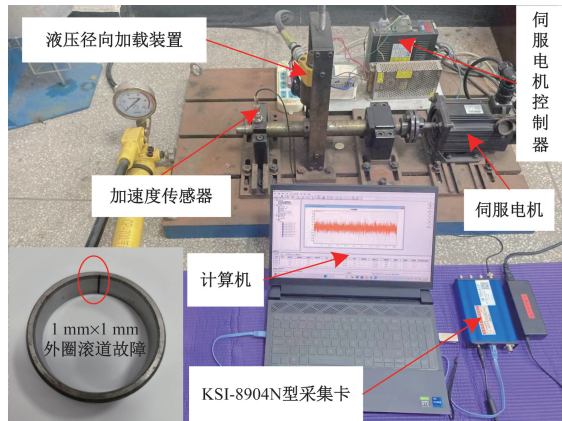 液压径向加载装置
伺服电机控制器
加速度传感器
伺服电机
计算机
1 mm×1 mm
外圈滚道故障
KSI-8904N型采集卡